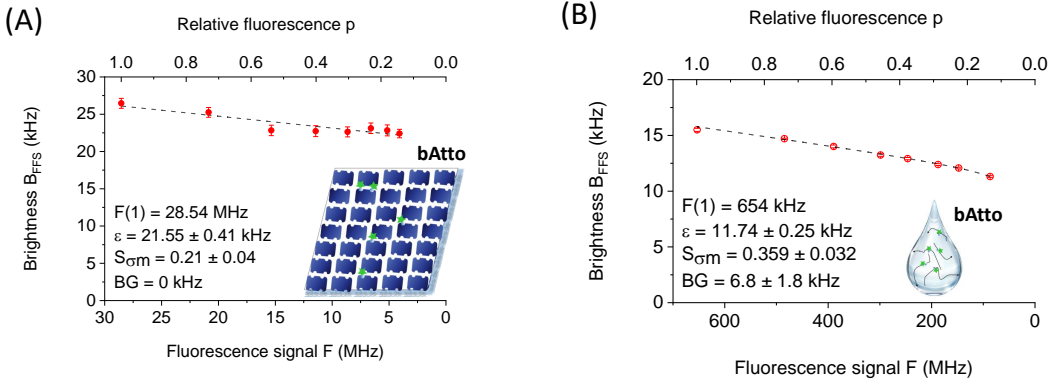 (A)
Relative fluorescence p
1.0 0.8 0.6 0.4 0.2 0.0
30
25
20
15
10
5
0
Brightness B_FFS (kHz)
bAtto
F(1) = 28.54 MHz
ε = 21.55 ± 0.41 kHz
S_σm = 0.21 ± 0.04
BG = 0 kHz
30 25 20 15 10 5 0
Fluorescence signal F (MHz)
(B)
Relative fluorescence p
1.0 0.8 0.6 0.4 0.2 0.0
20
15
10
5
0
Brightness B_FFS (kHz)
bAtto
F(1) = 654 kHz
ε = 11.74 ± 0.25 kHz
S_σm = 0.359 ± 0.032
BG = 6.8 ± 1.8 kHz
600 400 200 0
Fluorescence signal F (MHz)